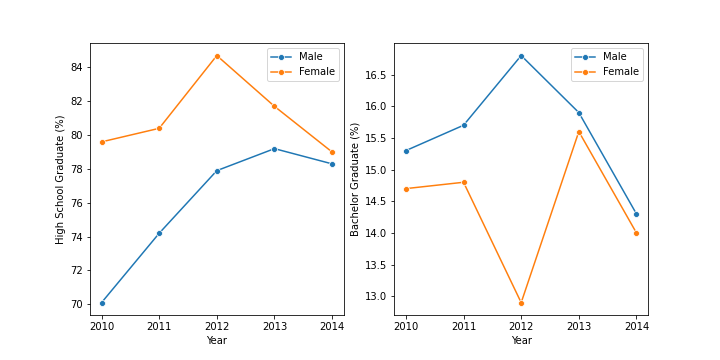 High School Graduate (%)
84
82
80
78
76
74
72
70
2010 2011 2012 2013 2014
Year
Male
Female
Bachelor Graduate (%)
16.5
16.0
15.5
15.0
14.5
14.0
13.5
13.0
2010 2011 2012 2013 2014
Year
Male
Female